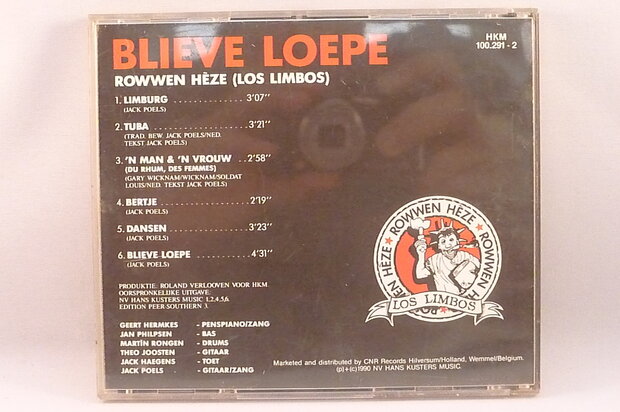 BLIEVE LOEPE
HKM
100.291 - 2
ROWWEN HÈZE (LOS LIMBOS)
1. LIMBURG ............... 3'07''
(JACK POELS)
2. TUBA ................... 3'21''
(TRAD. BEW. JACK POELS/NED.
TEKST JACK POELS)
3. 'N MAN & 'N VROUW .. 2'58''
(DU RHUM, DES FEMMES)
(GARY WICKNAM/WICKNAM/SOLDAT
LOUIS/NED. TEKST JACK POELS)
4. BERTJE ................ 2'19''
(JACK POELS)
5. DANSEN .............. 3'23''
(JACK POELS)
6. BLIEVE LOEPE .......... 4'31''
(JACK POELS)
PRODUKTIE: ROLAND VERLOOVEN VOOR HKM
OORSPRONKELIJKE UITGAVE:
NV HANS KUSTERS MUSIC 1,2,4,5,6
EDITION PEER-SOUTHERN 3.
GEERT HERMKES - PENSPIANO/ZANG
JAN PHILPSEN - BAS
MARTÌN RONGEN - DRUMS
THEO JOOSTEN - GITAAR
JACK HAEGENS - TOET
JACK POELS - GITAAR/ZANG
ROWWEN HÈZE ★ ROWWEN HÈZE
LOS LIMBOS
Marketed and distributed by CNR Records Hilversum/Holland, Wemmel/Belgium.
(p)+(c)1990 NV HANS KUSTERS MUSIC.